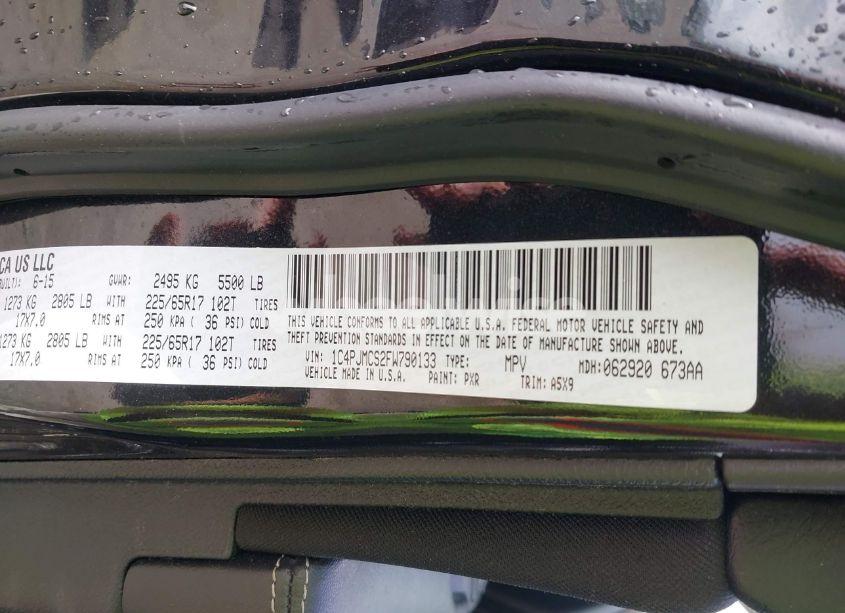 CA US LLC
6-15 GVWR: 2495 KG 5500 LB
1273 KG 2805 LB WITH 225/65R17 102T TIRES
17X7.0 RIMS AT 250 KPA ( 36 PSI) COLD
1273 KG 2805 LB WITH 225/65R17 102T TIRES
17X7.0 RIMS AT 250 KPA ( 36 PSI) COLD
THIS VEHICLE CONFORMS TO ALL APPLICABLE U.S.A. FEDERAL MOTOR VEHICLE SAFETY AND
THEFT PREVENTION STANDARDS IN EFFECT ON THE DATE OF MANUFACTURE SHOWN ABOVE.
VIN: 1C4PJMCS2FW790133 TYPE: MPV MDH:062920 673AA
VEHICLE MADE IN U.S.A. PAINT: PXR TRIM: A5X9